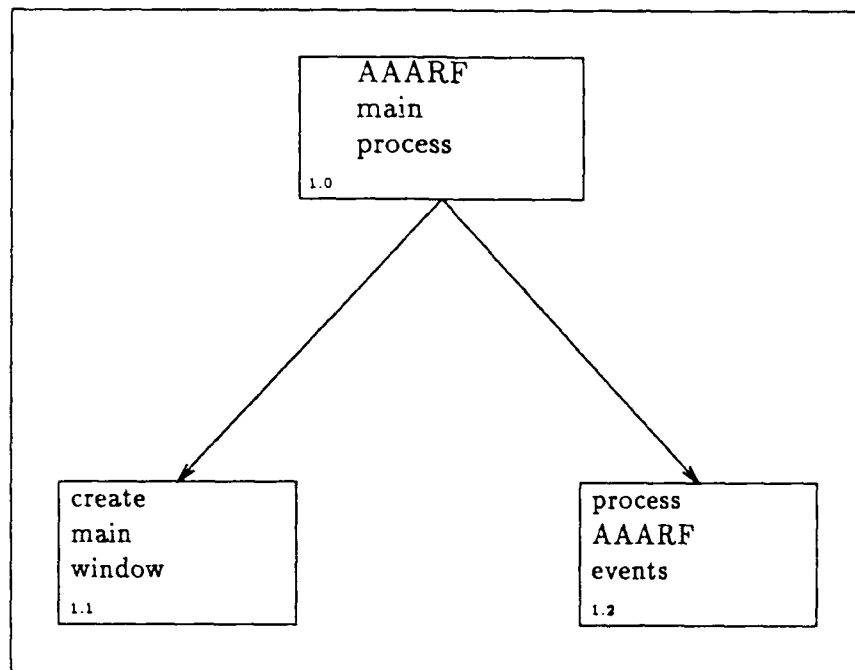 AAARF
main
process
1.0
create
main
window
1.1
process
AAARF
events
1.2